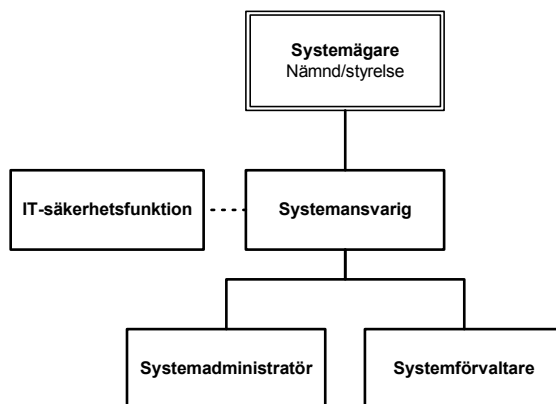 Systemägare
Nämnd/styrelse
IT-säkerhetsfunktion
Systemansvarig
Systemadministratör
Systemförvaltare